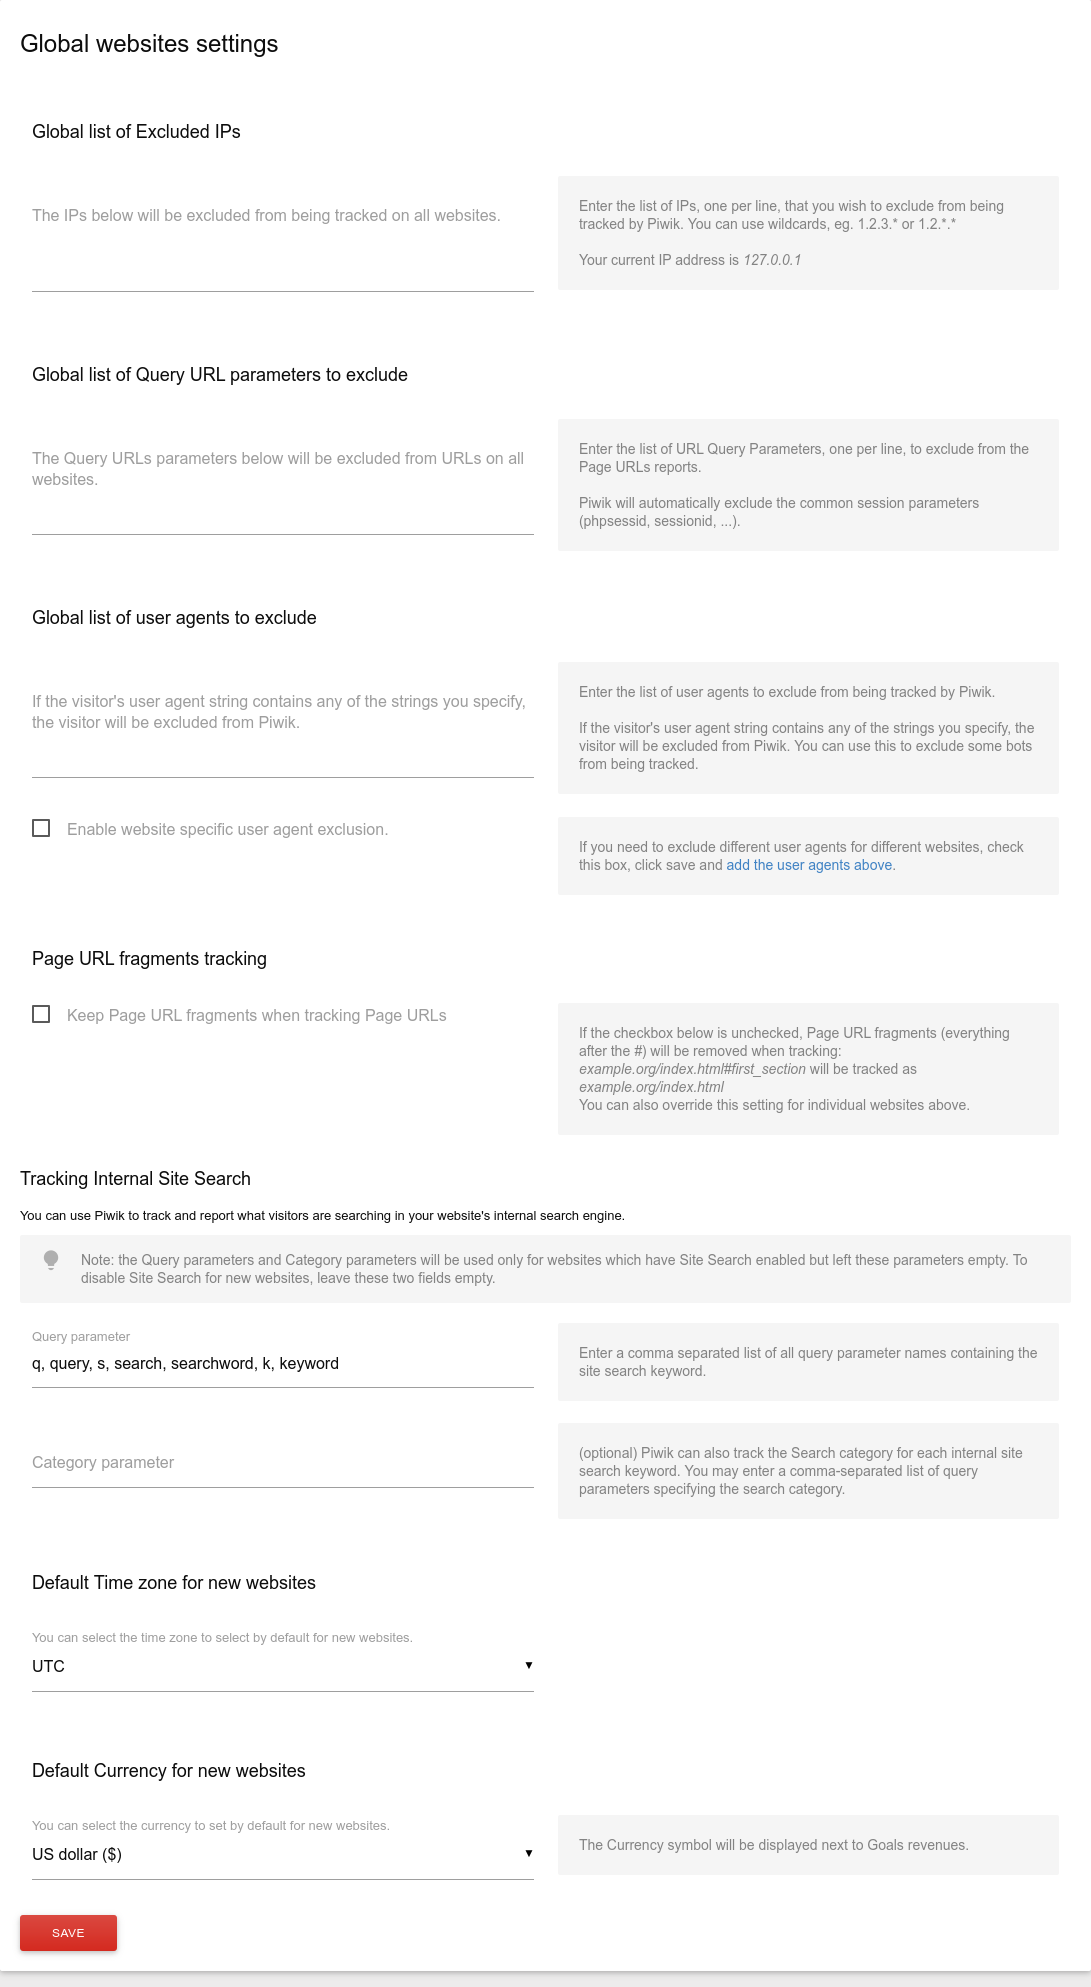 Global websites settings
Global list of Excluded IPs
The IPs below will be excluded from being tracked on all websites.
Enter the list of IPs, one per line, that you wish to exclude from being
tracked by Piwik. You can use wildcards, eg. 1.2.3.* or 1.2.*.*
Your current IP address is 127.0.0.1
Global list of Query URL parameters to exclude
The Query URLs parameters below will be excluded from URLs on all
websites.
Enter the list of URL Query Parameters, one per line, to exclude from the
Page URLs reports.
Piwik will automatically exclude the common session parameters
(phpsessid, sessionid, ...).
Global list of user agents to exclude
If the visitor's user agent string contains any of the strings you specify,
the visitor will be excluded from Piwik.
Enter the list of user agents to exclude from being tracked by Piwik.
If the visitor's user agent string contains any of the strings you specify, the
visitor will be excluded from Piwik. You can use this to exclude some bots
from being tracked.
Enable website specific user agent exclusion.
If you need to exclude different user agents for different websites, check
this box, click save and add the user agents above.
Page URL fragments tracking
Keep Page URL fragments when tracking Page URLs
If the checkbox below is unchecked, Page URL fragments (everything
after the #) will be removed when tracking:
example.org/index.html#first_section will be tracked as
example.org/index.html
You can also override this setting for individual websites above.
Tracking Internal Site Search
You can use Piwik to track and report what visitors are searching in your website's internal search engine.
Note: the Query parameters and Category parameters will be used only for websites which have Site Search enabled but left these parameters empty. To
disable Site Search for new websites, leave these two fields empty.
Query parameter
q, query, s, search, searchword, k, keyword
Enter a comma separated list of all query parameter names containing the
site search keyword.
Category parameter
(optional) Piwik can also track the Search category for each internal site
search keyword. You may enter a comma-separated list of query
parameters specifying the search category.
Default Time zone for new websites
You can select the time zone to select by default for new websites.
UTC
Default Currency for new websites
You can select the currency to set by default for new websites.
US dollar ($)
The Currency symbol will be displayed next to Goals revenues.
SAVE